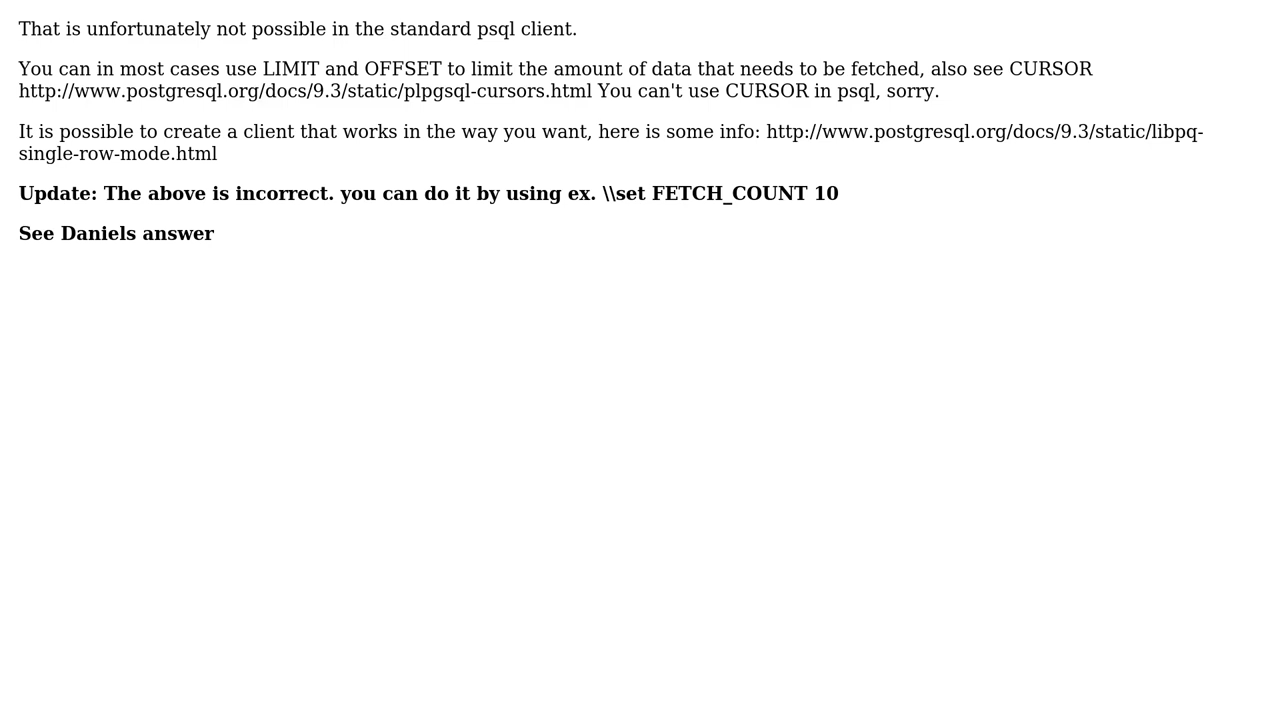 That is unfortunately not possible in the standard psql client.
You can in most cases use LIMIT and OFFSET to limit the amount of data that needs to be fetched, also see CURSOR
http://www.postgresql.org/docs/9.3/static/plpgsql-cursors.html You can't use CURSOR in psql, sorry.
It is possible to create a client that works in the way you want, here is some info: http://www.postgresql.org/docs/9.3/static/libpq-
single-row-mode.html
Update: The above is incorrect. you can do it by using ex. \\set FETCH_COUNT 10
See Daniels answer